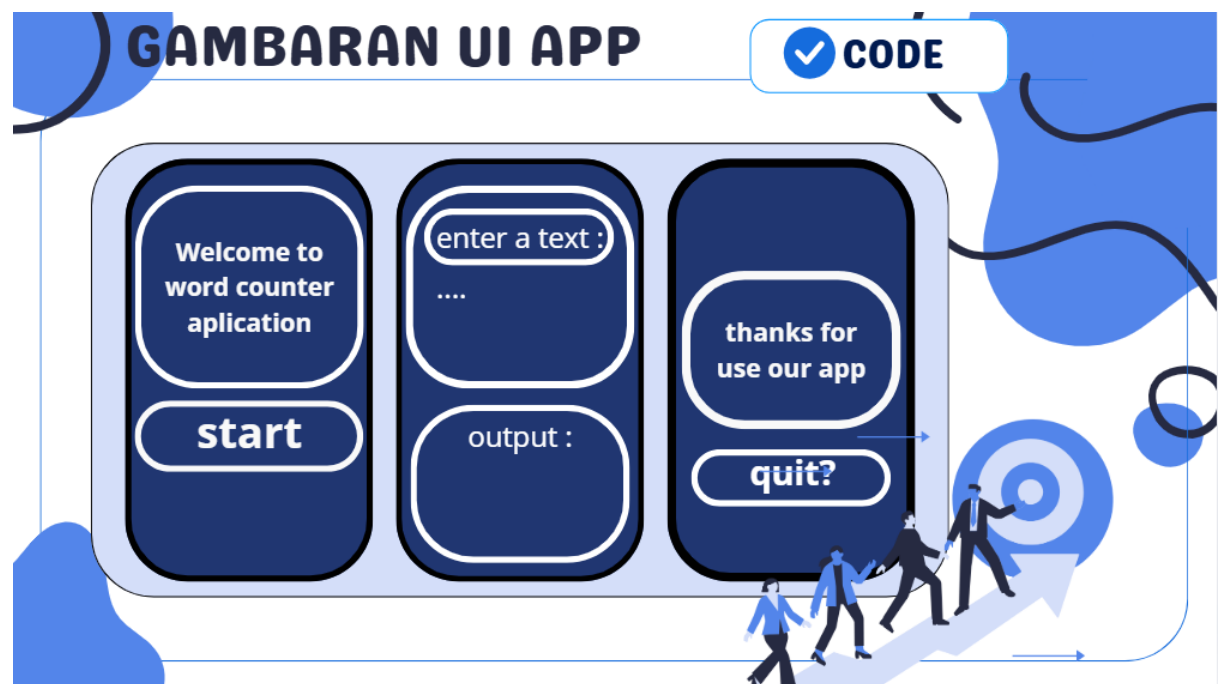 GAMBARAN UI APP
CODE
Welcome to
word counter
aplication
start
enter a text :
....
output :
thanks for
use our app
quit?